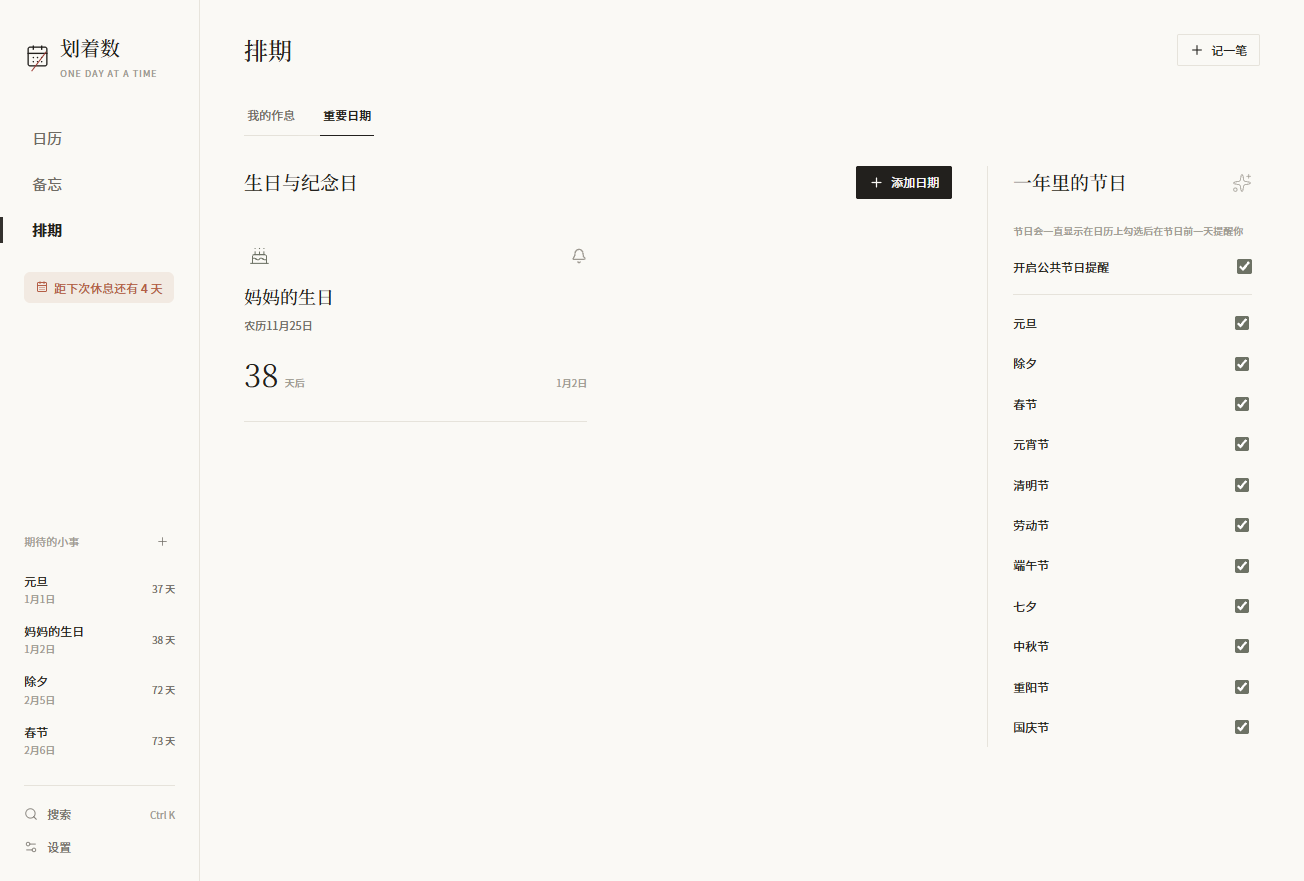 划着数
ONE DAY AT A TIME
日历
备忘
排期
距下次休息还有 4 天
期待的小事
元旦
1月1日
37 天
妈妈的生日
1月2日
38 天
除夕
2月5日
72 天
春节
2月6日
73 天
搜索 Ctrl K
设置
排期
记一笔
我的作息 重要日期
生日与纪念日
添加日期
妈妈的生日
农历11月25日
38 天后 1月2日
一年里的节日
节日会一直显示在日历上勾选后在节日前一天提醒你
开启公共节日提醒
元旦
除夕
春节
元宵节
清明节
劳动节
端午节
七夕
中秋节
重阳节
国庆节